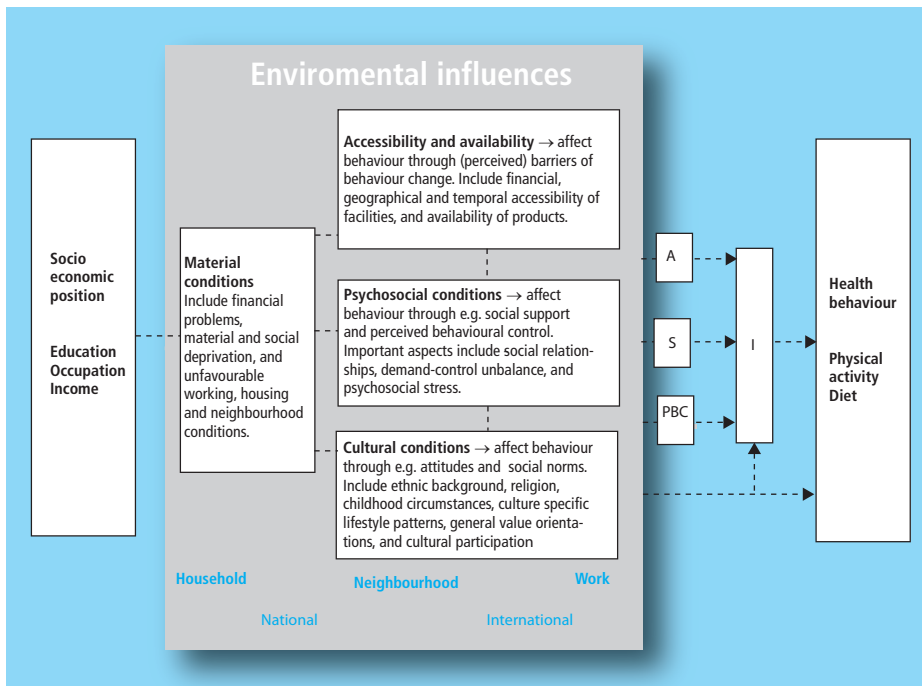 Enviromental influences
Socio
economic
position
Education
Occupation
Income
Material
conditions
Include financial
problems,
material and social
deprivation, and
unfavourable
working, housing
and neighbourhood
conditions.
Accessibility and availability → affect
behaviour through (perceived) barriers of
behaviour change. Include financial,
geographical and temporal accessibility of
facilities, and availability of products.
Psychosocial conditions → affect
behaviour through e.g. social support
and perceived behavioural control.
Important aspects include social relation-
ships, demand-control unbalance, and
psychosocial stress.
Cultural conditions → affect behaviour
through e.g. attitudes and social norms.
Include ethnic background, religion,
childhood circumstances, culture specific
lifestyle patterns, general value orienta-
tions, and cultural participation
A
S
PBC
I
Health
behaviour
Physical
activity
Diet
Household
Neighbourhood
Work
National
International